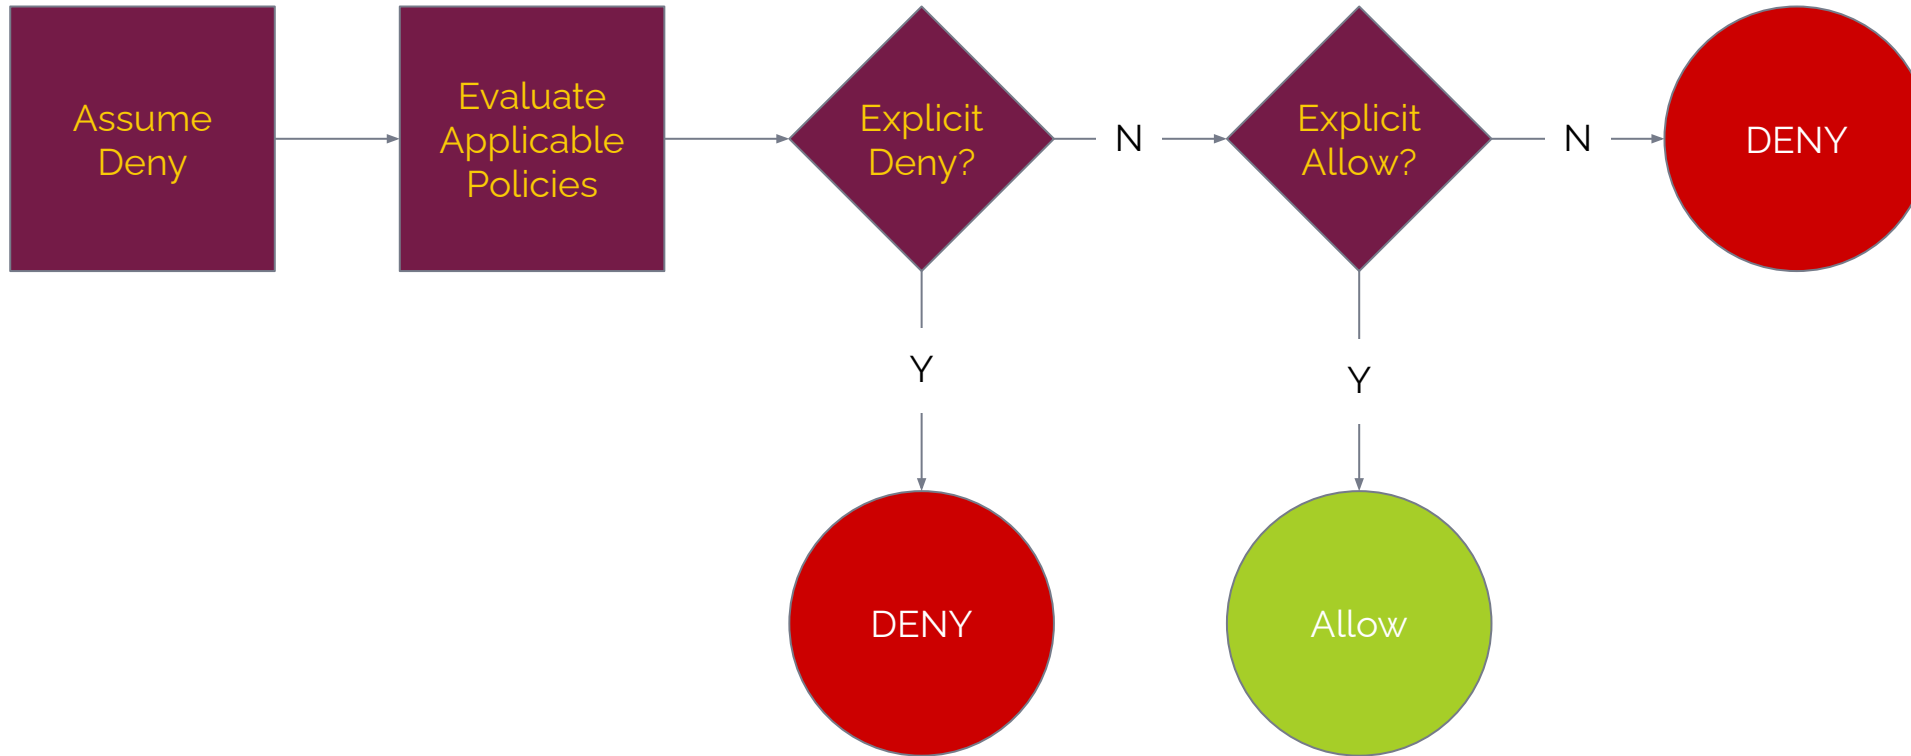 Assume
Deny
Evaluate
Applicable
Policies
Explicit
Deny?
N
Explicit
Allow?
N
DENY
Y
Y
DENY
Allow